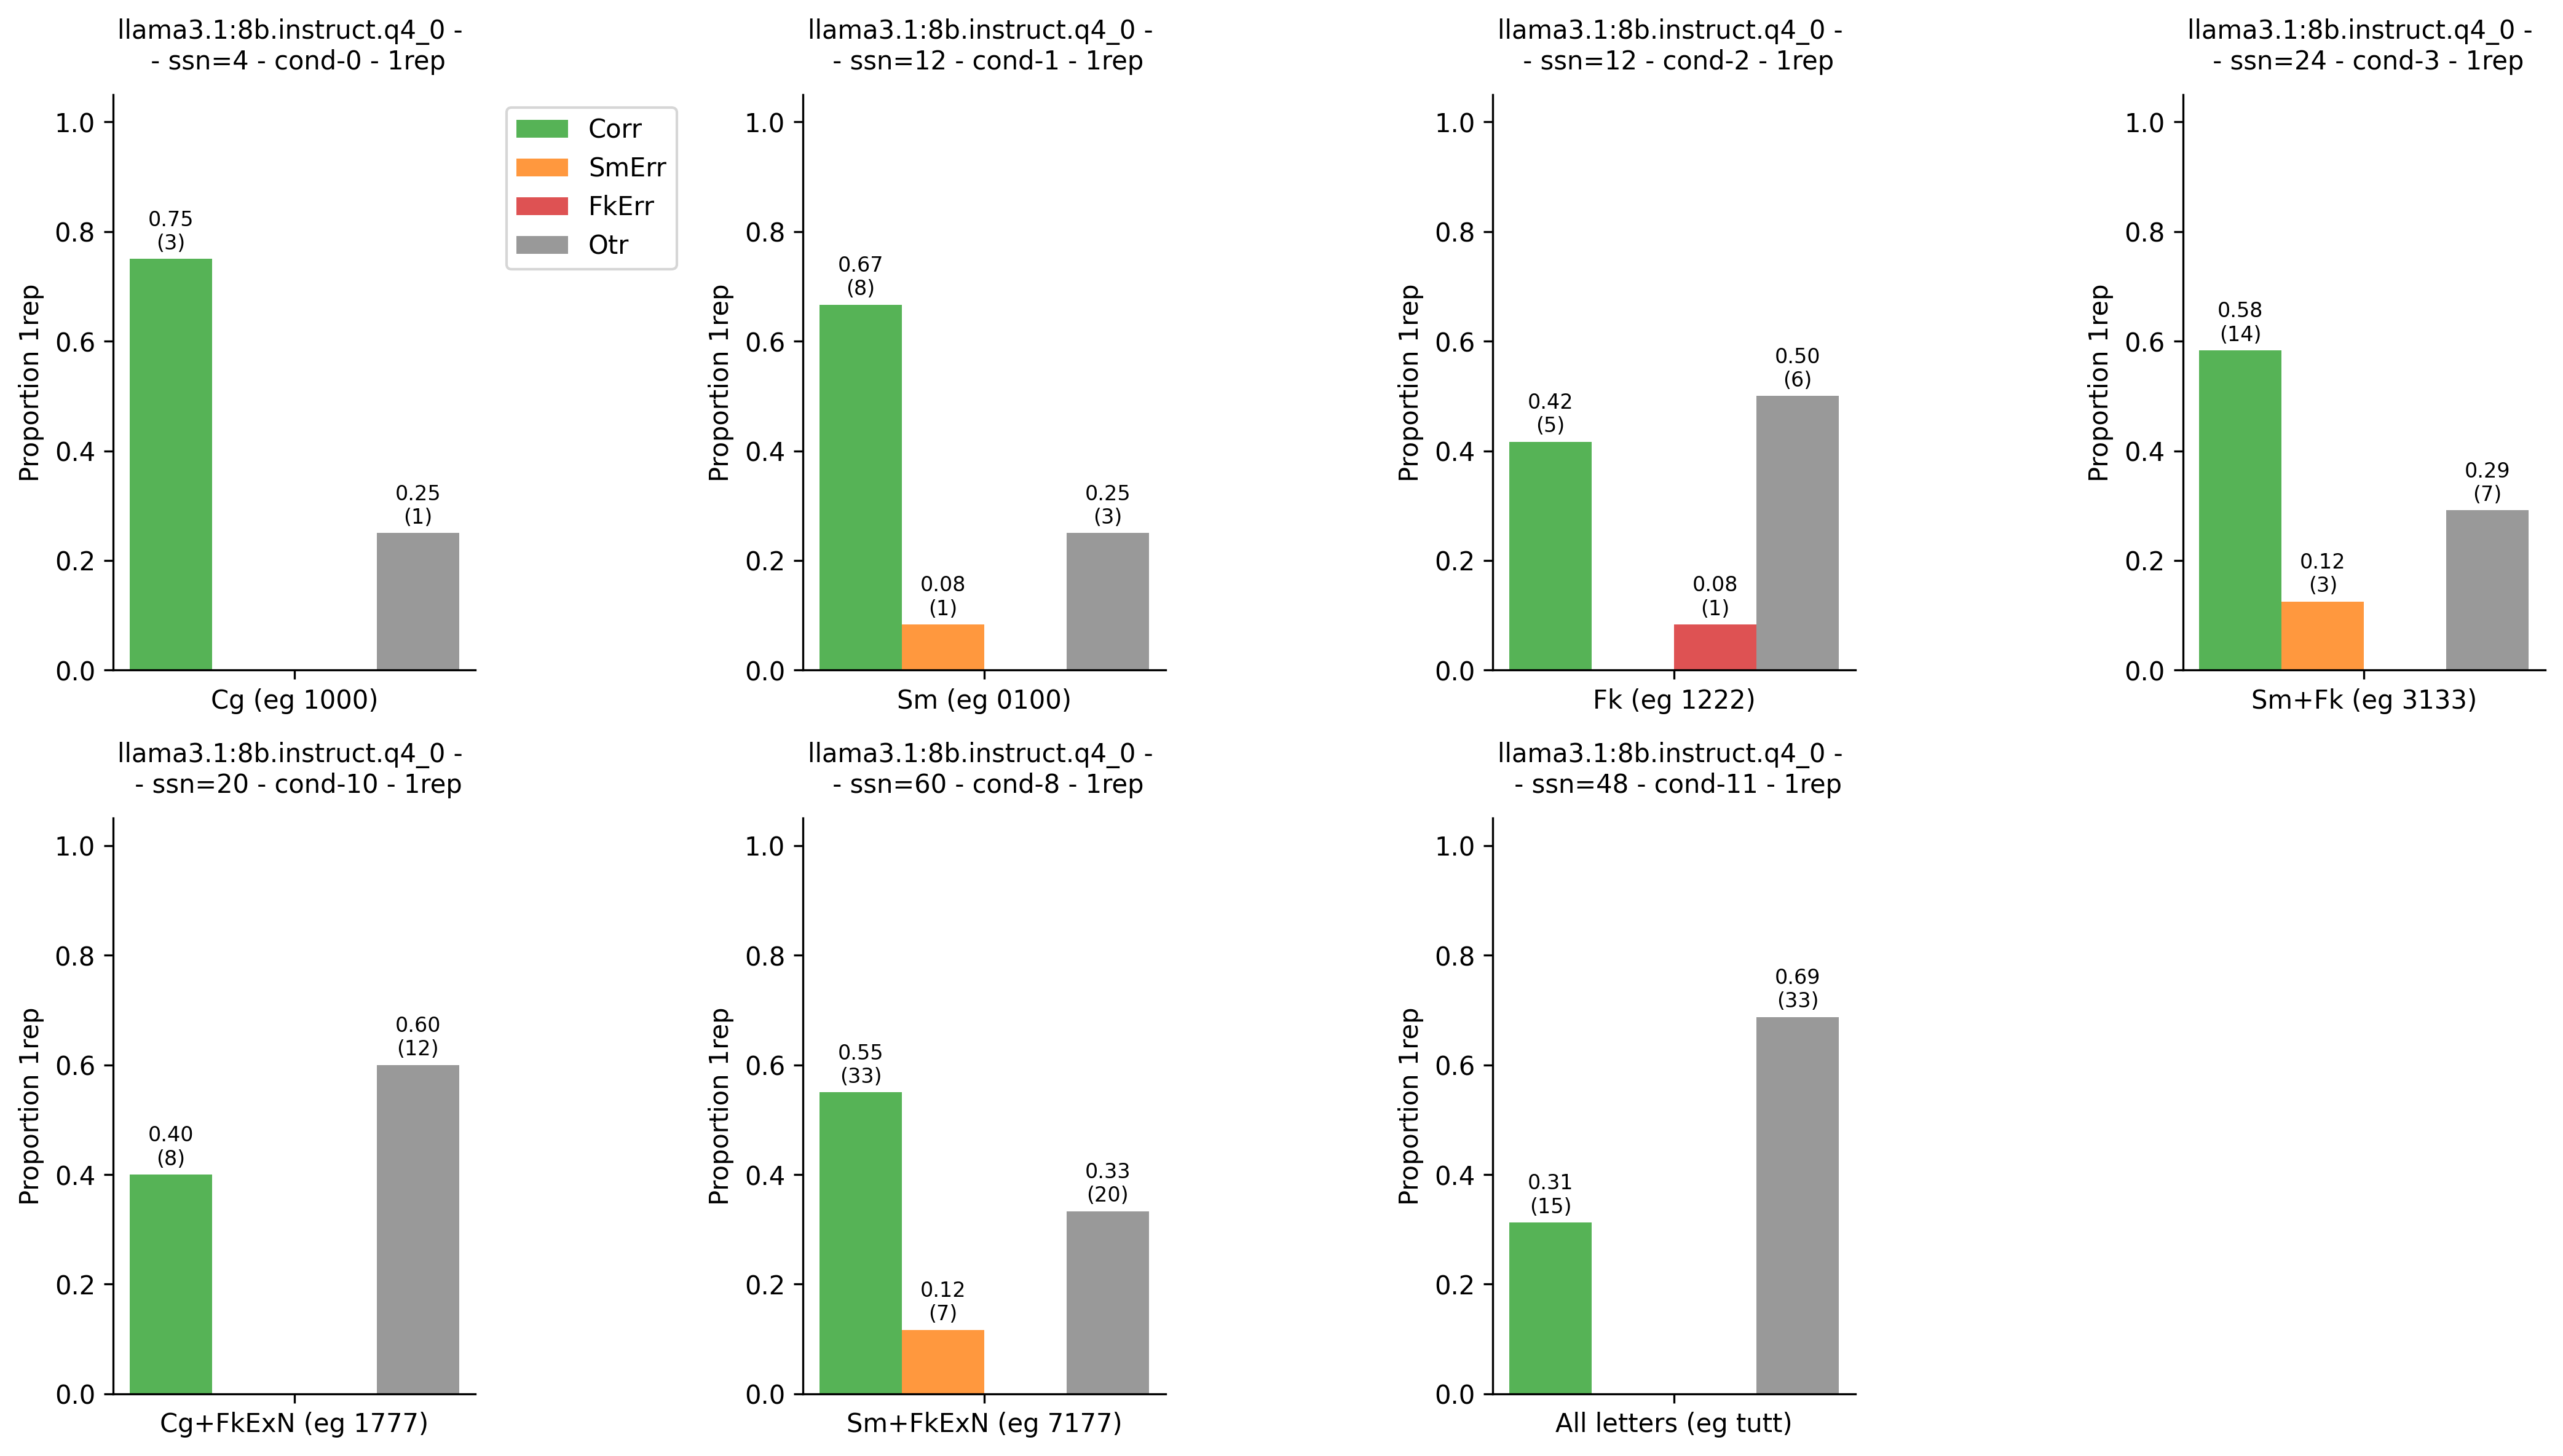 llama3.1:8b.instruct.q4_0 -
- ssn=4 - cond-0 - 1rep
1.0
0.8
0.6
0.4
0.2
0.0
Proportion 1rep
0.75
(3)
0.25
(1)
Cg (eg 1000)
Corr
SmErr
FkErr
Otr
llama3.1:8b.instruct.q4_0 -
- ssn=12 - cond-1 - 1rep
1.0
0.8
0.6
0.4
0.2
0.0
Proportion 1rep
0.67
(8)
0.08
(1)
0.25
(3)
Sm (eg 0100)
llama3.1:8b.instruct.q4_0 -
- ssn=12 - cond-2 - 1rep
1.0
0.8
0.6
0.4
0.2
0.0
Proportion 1rep
0.42
(5)
0.08
(1)
0.50
(6)
Fk (eg 1222)
llama3.1:8b.instruct.q4_0 -
- ssn=24 - cond-3 - 1rep
1.0
0.8
0.6
0.4
0.2
0.0
Proportion 1rep
0.58
(14)
0.12
(3)
0.29
(7)
Sm+Fk (eg 3133)
llama3.1:8b.instruct.q4_0 -
- ssn=20 - cond-10 - 1rep
1.0
0.8
0.6
0.4
0.2
0.0
Proportion 1rep
0.40
(8)
0.60
(12)
Cg+FkExN (eg 1777)
llama3.1:8b.instruct.q4_0 -
- ssn=60 - cond-8 - 1rep
1.0
0.8
0.6
0.4
0.2
0.0
Proportion 1rep
0.55
(33)
0.12
(7)
0.33
(20)
Sm+FkExN (eg 7177)
llama3.1:8b.instruct.q4_0 -
- ssn=48 - cond-11 - 1rep
1.0
0.8
0.6
0.4
0.2
0.0
Proportion 1rep
0.31
(15)
0.69
(33)
All letters (eg tutt)